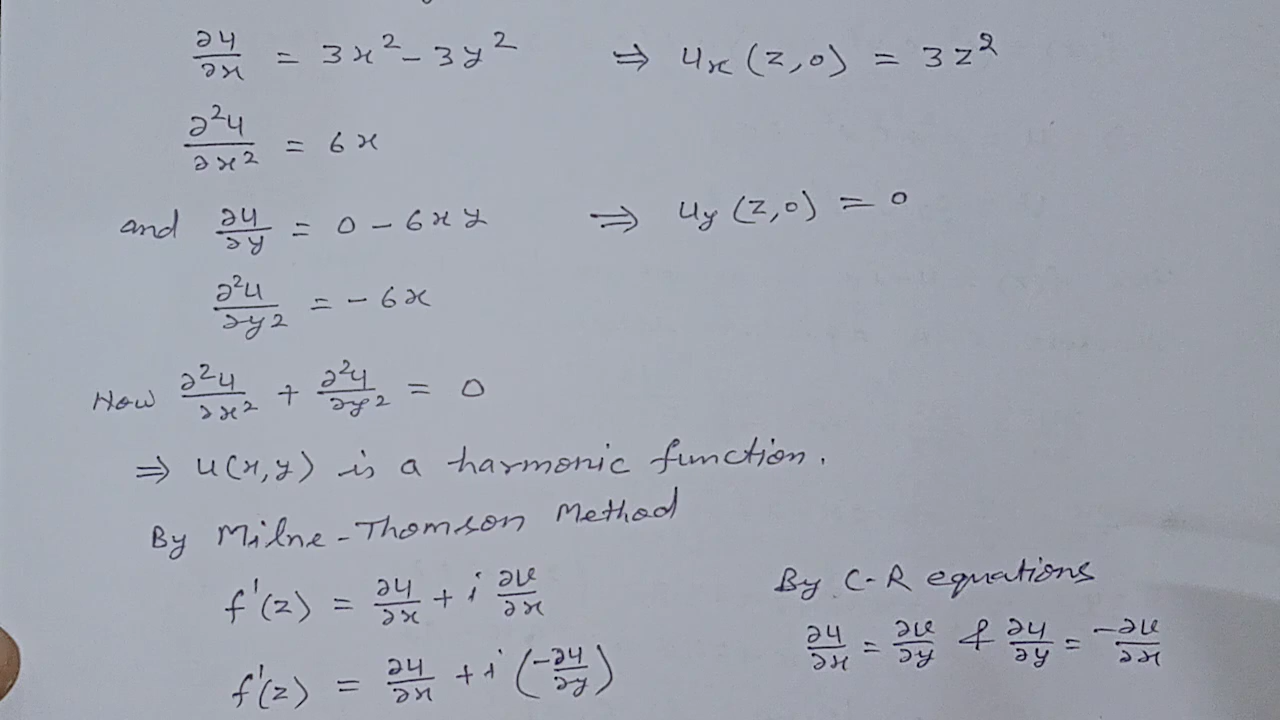 ∂u/∂x = 3x² - 3y² ⇒ ux (z,0) = 3z²
∂²u/∂x² = 6x
and ∂u/∂y = 0 - 6xy ⇒ uy (z,0) = 0
∂²u/∂y² = - 6x
Now ∂²u/∂x² + ∂²u/∂y² = 0
⇒ u(x,y) is a harmonic function.
By Milne-Thomson Method
f'(z) = ∂u/∂x + i ∂v/∂x
By C-R equations
∂u/∂x = ∂v/∂y & ∂u/∂y = -∂v/∂x
f'(z) = ∂u/∂x + i (-∂u/∂y)